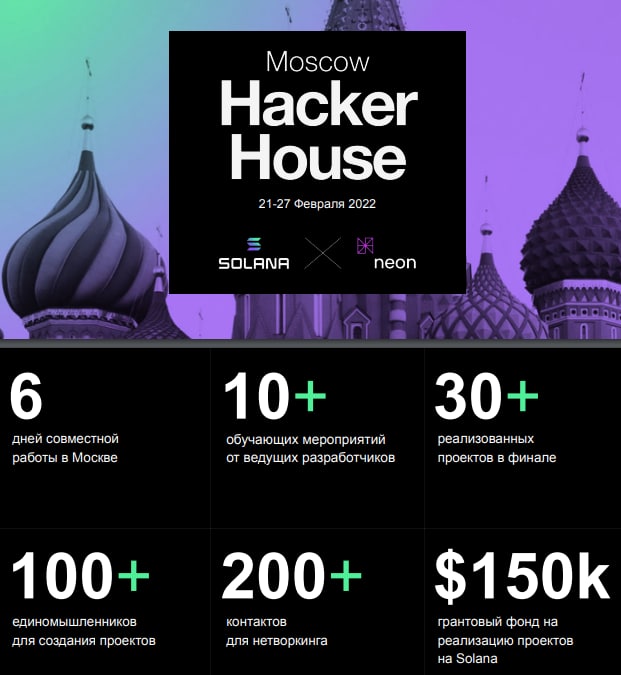 Moscow
Hacker
House
21-27 Февраля 2022
SOLANA
neon
6
дней совместной
работы в Москве
10+
обучающих мероприятий
от ведущих разработчиков
30+
реализованных
проектов в финале
100+
единомышленников
для создания проектов
200+
контактов
для нетворкинга
$150k
грантовый фонд на
реализацию проектов
на Solana